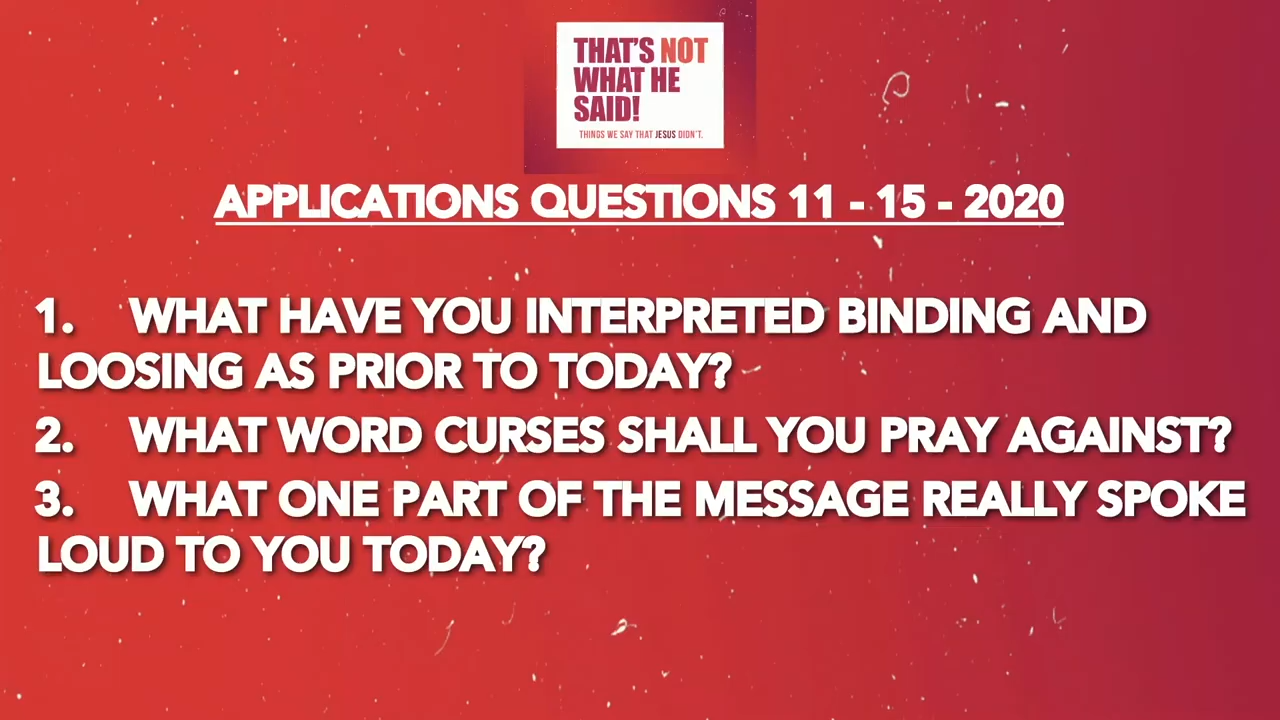 THAT'S NOT
WHAT HE
SAID!
THINGS WE SAY THAT JESUS DIDN'T.
APPLICATIONS QUESTIONS 11 - 15 - 2020
1. WHAT HAVE YOU INTERPRETED BINDING AND
LOOSING AS PRIOR TO TODAY?
2. WHAT WORD CURSES SHALL YOU PRAY AGAINST?
3. WHAT ONE PART OF THE MESSAGE REALLY SPOKE
LOUD TO YOU TODAY?